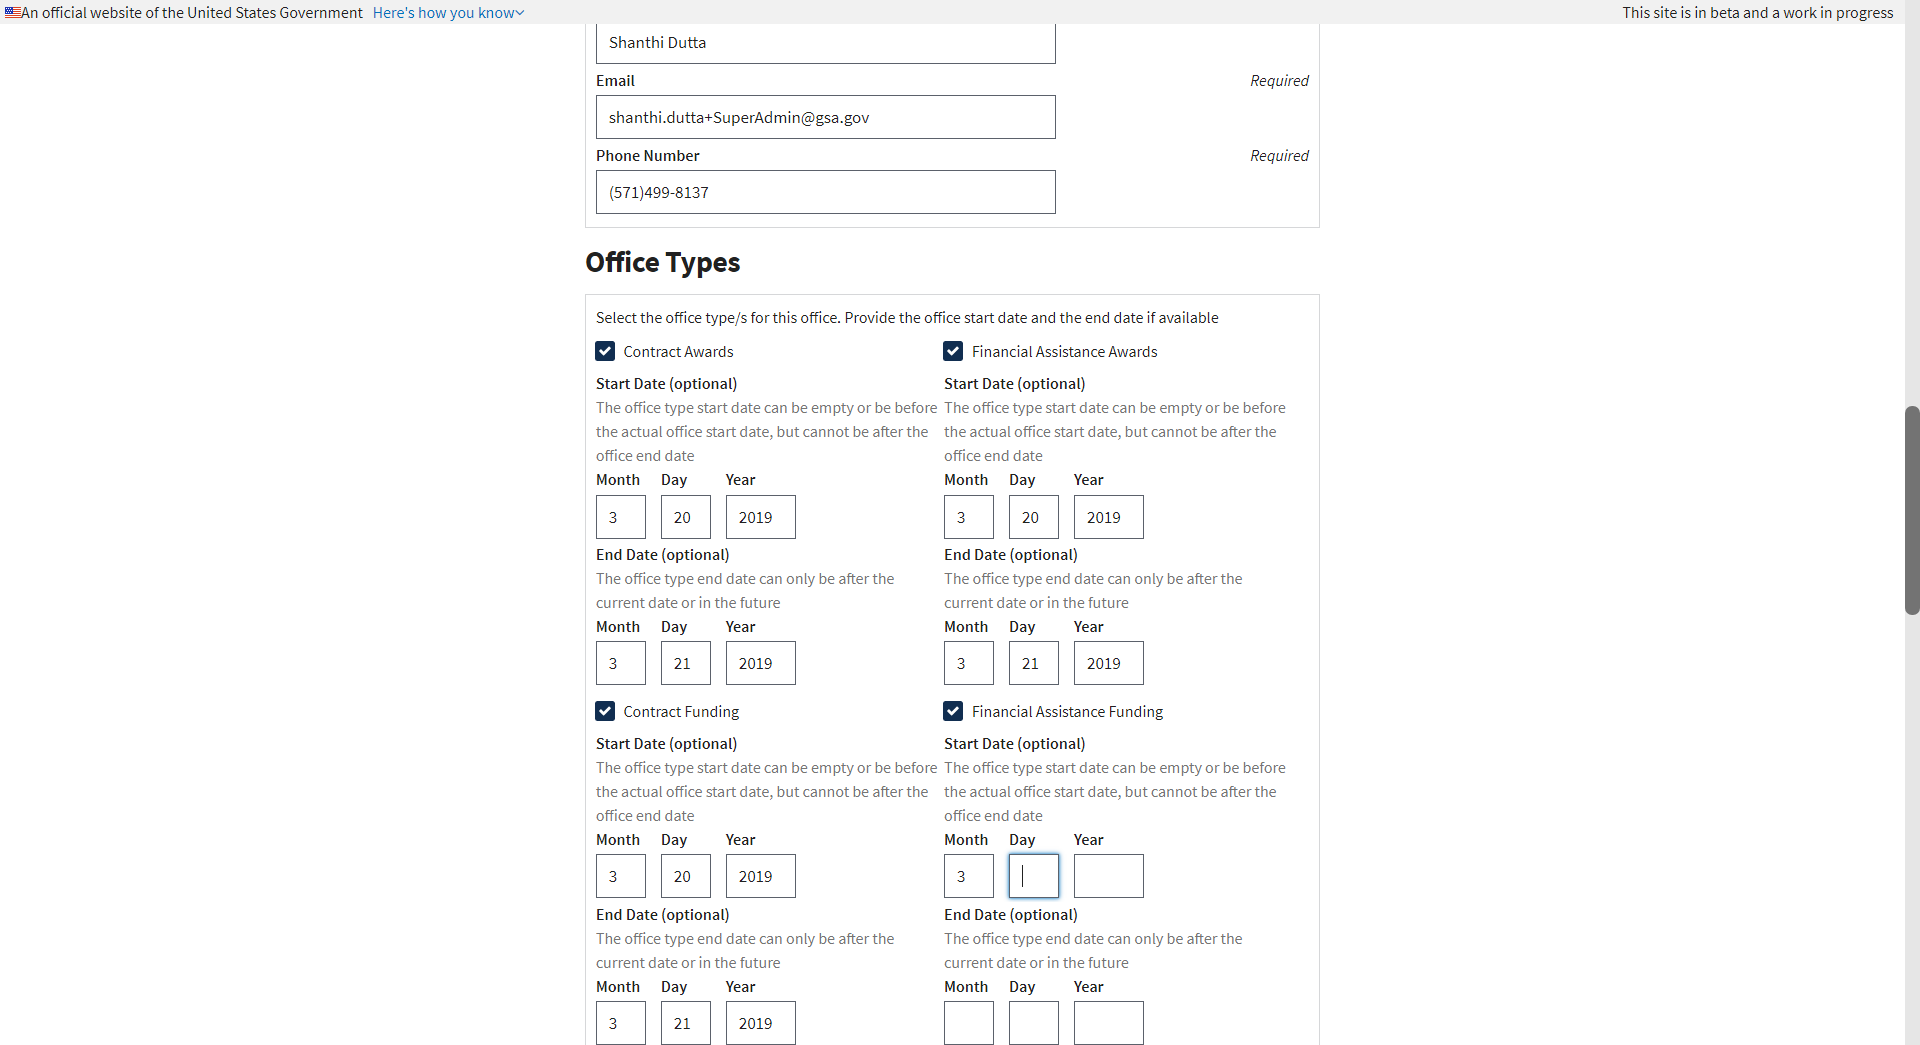 An official website of the United States Government Here's how you know
This site is in beta and a work in progress
Shanthi Dutta
Email Required
shanthi.dutta+SuperAdmin@gsa.gov
Phone Number Required
(571)499-8137
Office Types
Select the office type/s for this office. Provide the office start date and the end date if available
Contract Awards
Start Date (optional)
The office type start date can be empty or be before
the actual office start date, but cannot be after the
office end date
Month Day Year
3 20 2019
End Date (optional)
The office type end date can only be after the
current date or in the future
Month Day Year
3 21 2019
Financial Assistance Awards
Start Date (optional)
The office type start date can be empty or be before
the actual office start date, but cannot be after the
office end date
Month Day Year
3 20 2019
End Date (optional)
The office type end date can only be after the
current date or in the future
Month Day Year
3 21 2019
Contract Funding
Start Date (optional)
The office type start date can be empty or be before
the actual office start date, but cannot be after the
office end date
Month Day Year
3 20 2019
End Date (optional)
The office type end date can only be after the
current date or in the future
Month Day Year
3 21 2019
Financial Assistance Funding
Start Date (optional)
The office type start date can be empty or be before
the actual office start date, but cannot be after the
office end date
Month Day Year
3
End Date (optional)
The office type end date can only be after the
current date or in the future
Month Day Year